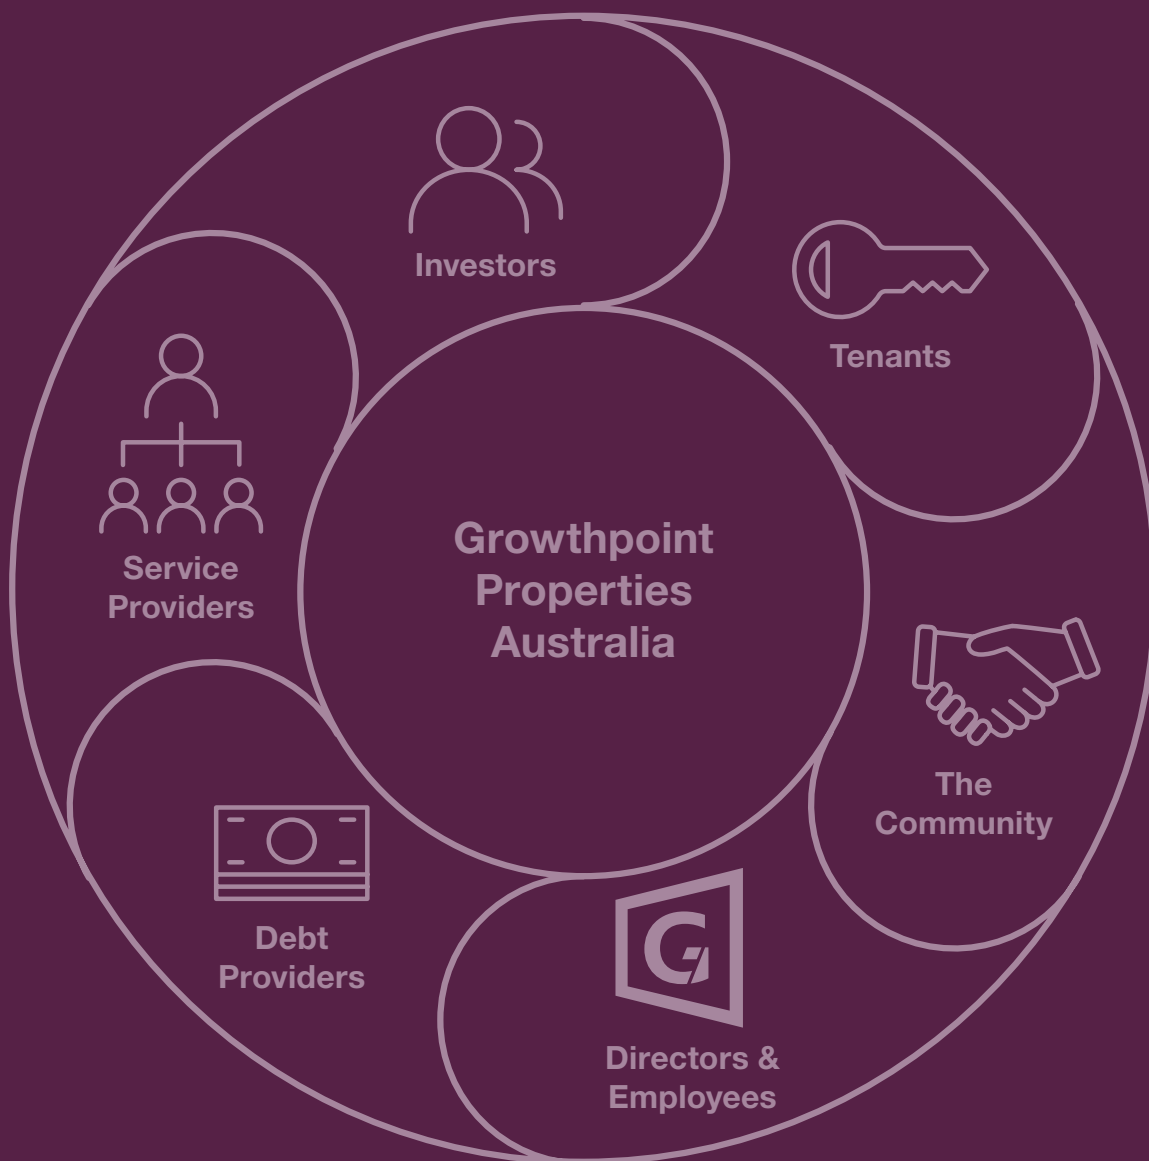 Investors
Tenants
Service
Providers
Growthpoint
Properties
Australia
The
Community
Debt
Providers
G
Directors &
Employees